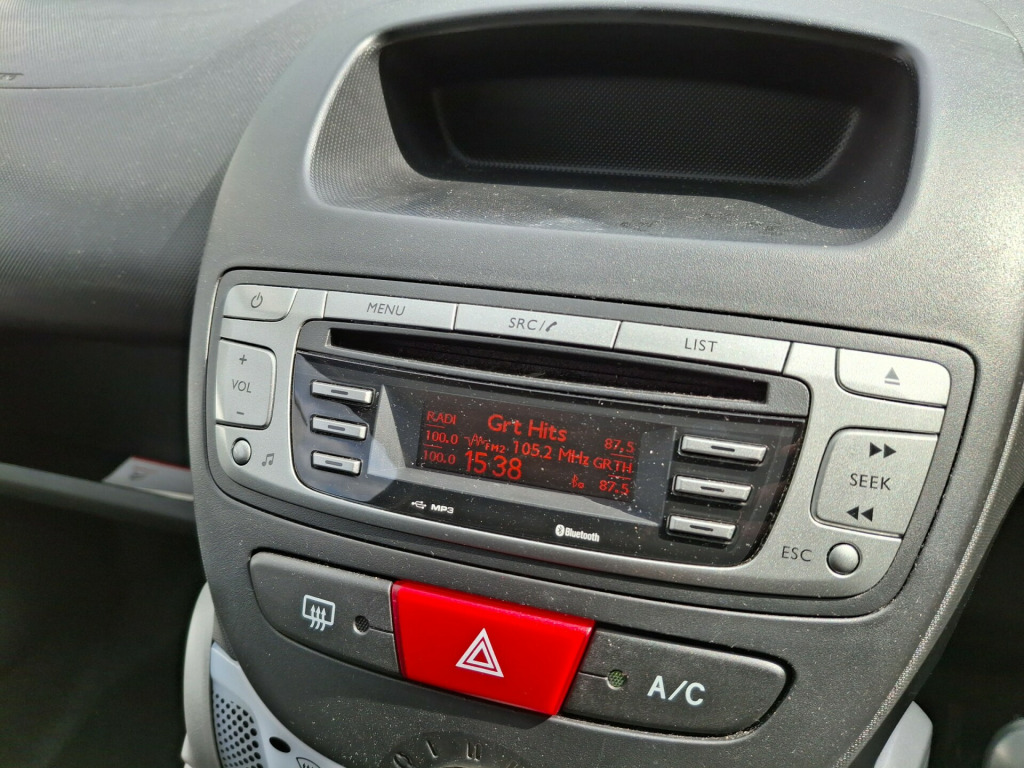 MENU
SRC/
LIST
+
VOL
-
RADI
Grt Hits
87,5
100.0
FM2
105.2 MHz
GRTH
100.0
15:38
87,5
SEEK
MP3
Bluetooth
ESC
A/C